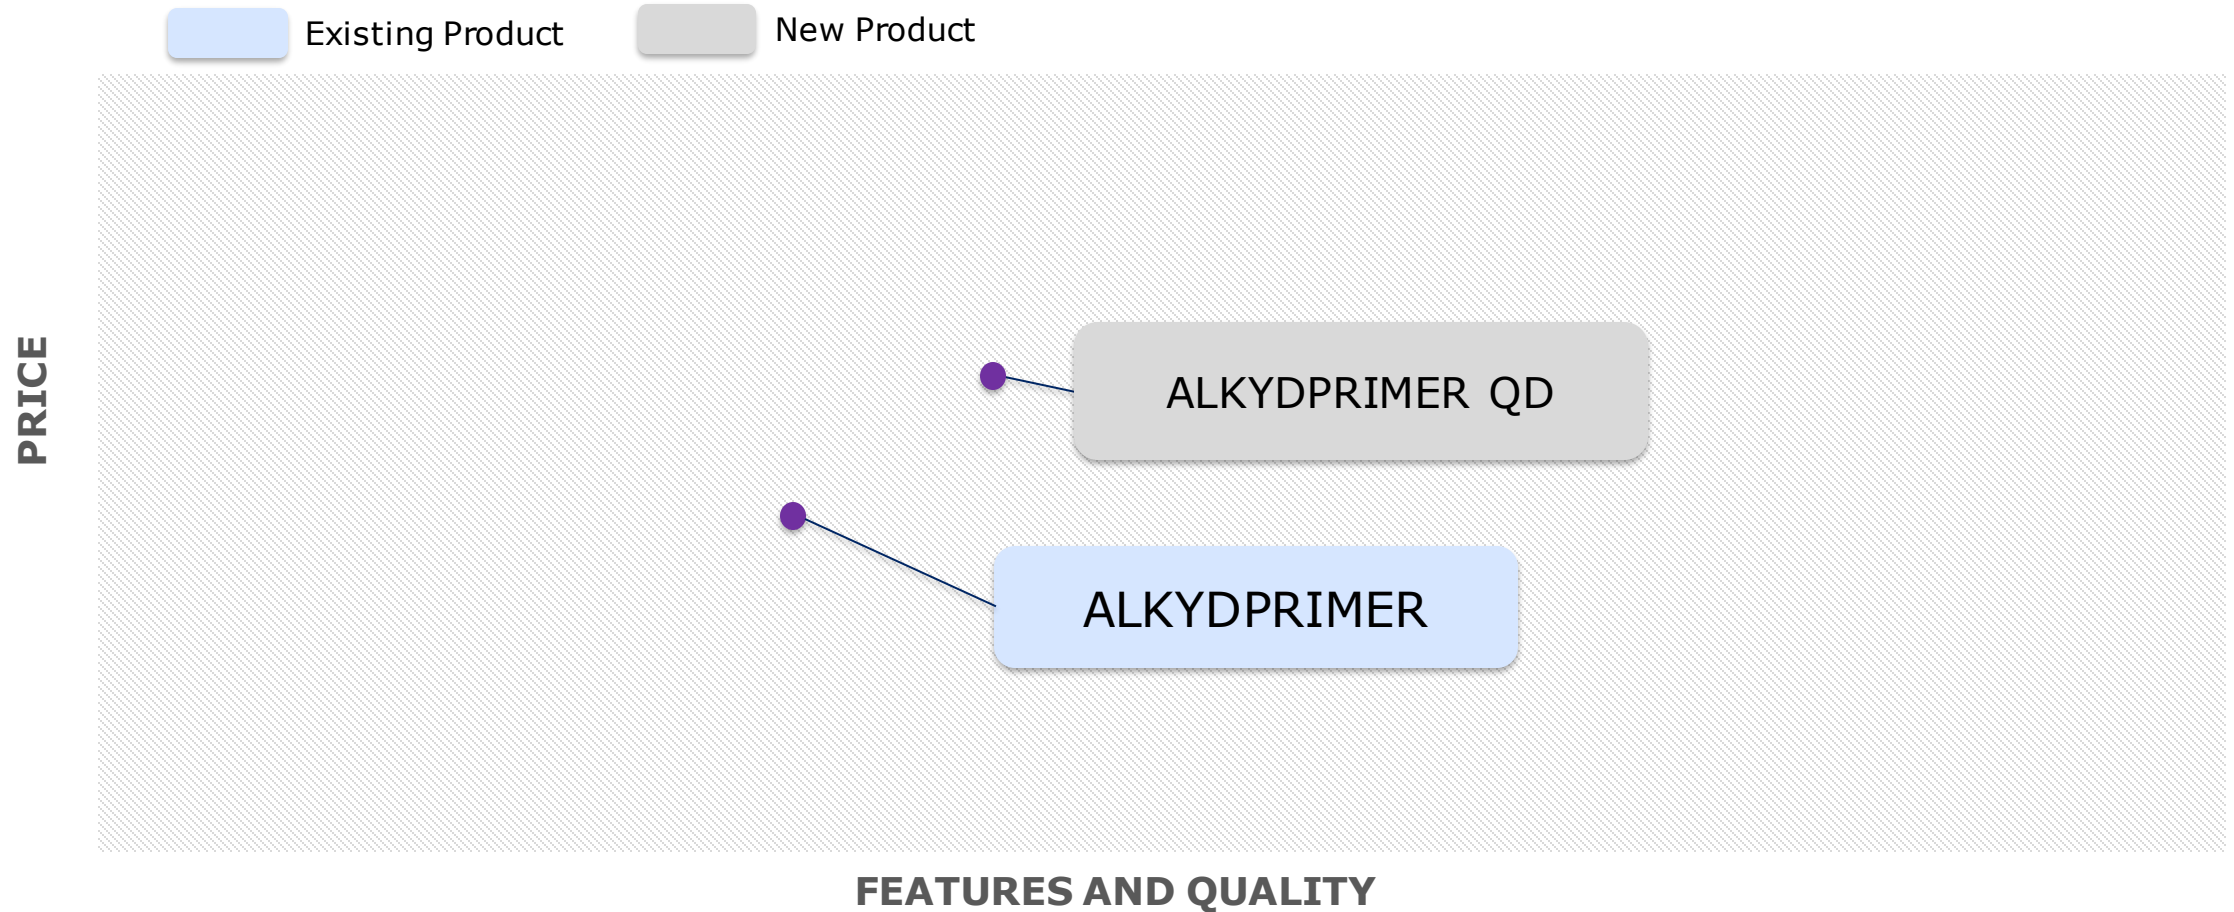 Existing Product
New Product
PRICE
ALKYDPRIMER QD
ALKYDPRIMER
FEATURES AND QUALITY